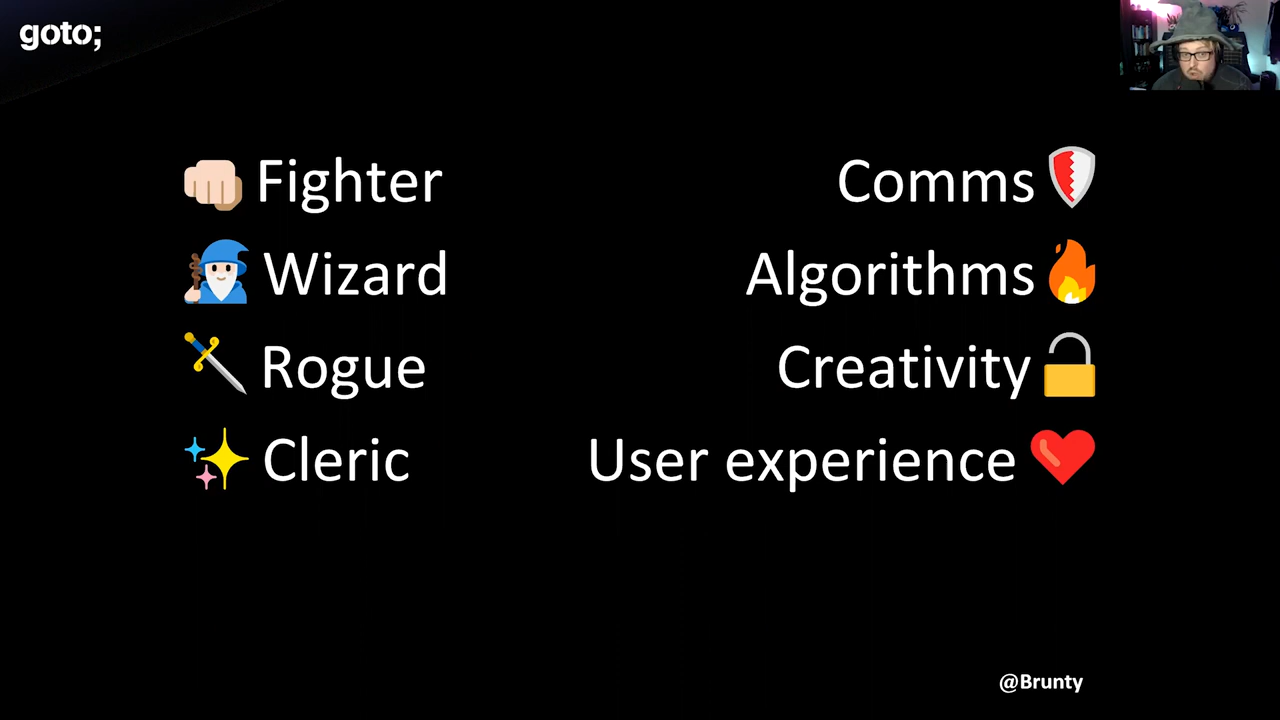 goto;
Fighter Comms
Wizard Algorithms
Rogue Creativity
Cleric User experience
@Brunty